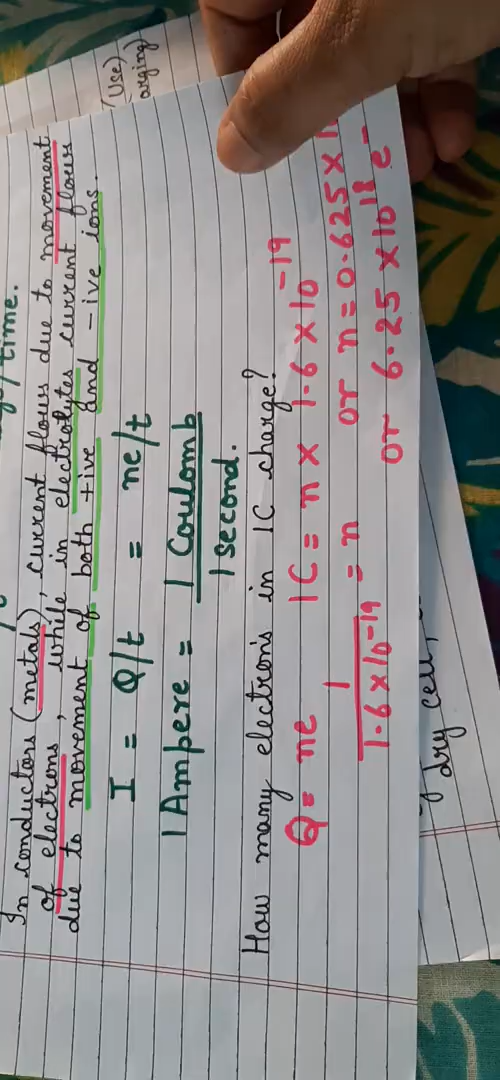 time.
In conductors (metals), current flows due to movement
of electrons, while in electrolytes current flows
due to movement of both +ive and -ive ions.
I = Q/t = ne/t
1 Ampere = 1 Coulomb
1 second.
How many electrons in 1C charge?
Q = ne 1C = n × 1.6 × 10⁻¹⁹
1 / 1.6 × 10⁻¹⁹ = n or n = 0.625 ×
or 6.25 × 10¹⁸ e⁻
(Use)
arging)
dry cell,